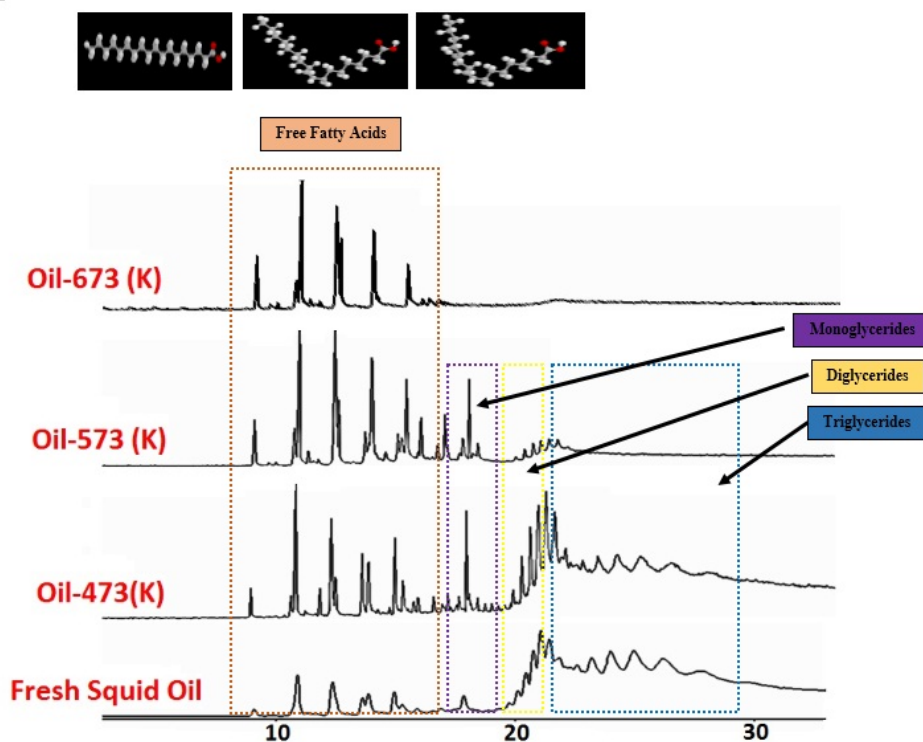 Free Fatty Acids
Oil-673 (K)
Monoglycerides
Diglycerides
Oil-573 (K)
Triglycerides
Oil-473(K)
Fresh Squid Oil
10
20
30